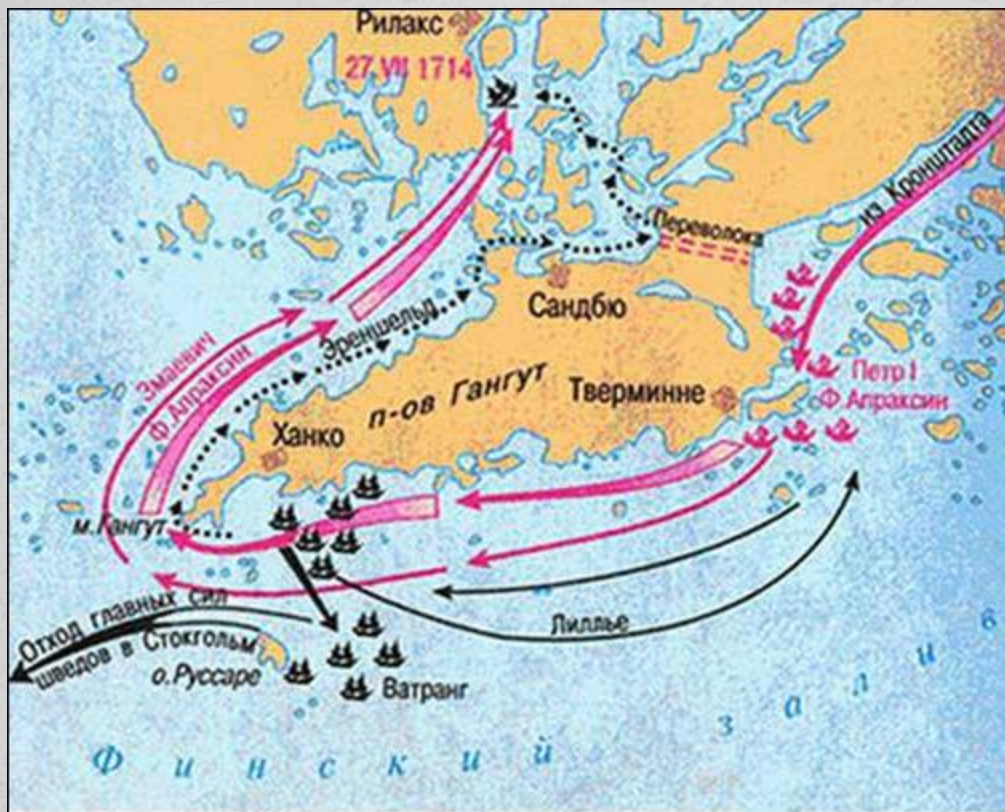 Рилакс
27 VII 1714
из Кронштадта
Переволока
Сандбю
Эреншельд
Змаевич
Ф. Апраксин
п-ов Гангут
Тверминне
Петр I
Ф. Апраксин
Ханко
м.Гангут
Отход главных сил
шведов в Стокгольм
Лиллье
о.Руссаре
Ватранг
Финский залив